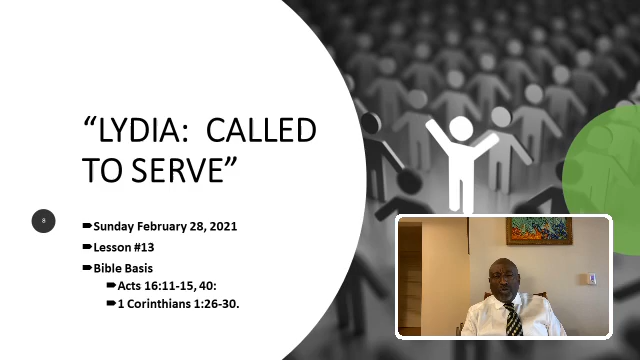 “LYDIA: CALLED
TO SERVE”
8
Sunday February 28, 2021
Lesson #13
Bible Basis
Acts 16:11-15, 40:
1 Corinthians 1:26-30.